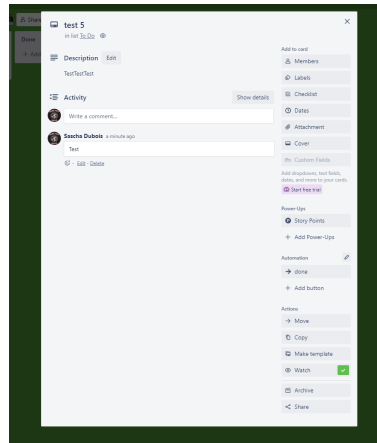 Share
Done
+ Add
test 5
in list To Do
Description Edit
TestTestTest
Activity Show details
Write a comment...
Sascha Dubois a minute ago
Test
Edit - Delete
Add to card
Members
Labels
Checklist
Dates
Attachment
Cover
Custom Fields
Add dropdowns, text fields,
dates, and more to your cards.
Start free trial
Power-Ups
Story Points
+ Add Power-Ups
Automation
→ done
+ Add button
Actions
→ Move
Copy
Make template
Watch
Archive
Share